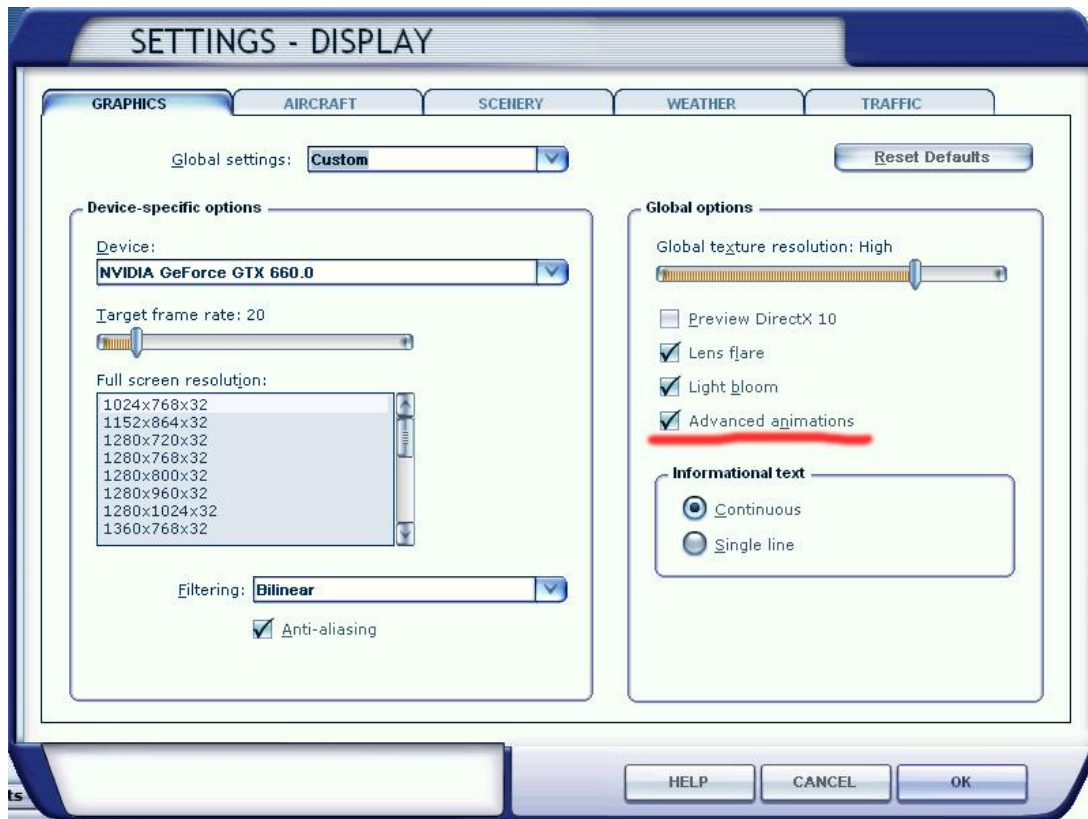 SETTINGS - DISPLAY
GRAPHICS AIRCRAFT SCENERY WEATHER TRAFFIC
Global settings: Custom
Reset Defaults
Device-specific options
Device:
NVIDIA GeForce GTX 660.0
Target frame rate: 20
Full screen resolution:
1024x768x32
1152x864x32
1280x720x32
1280x768x32
1280x800x32
1280x960x32
1280x1024x32
1360x768x32
Filtering: Bilinear
Anti-aliasing
Global options
Global texture resolution: High
Preview DirectX 10
Lens flare
Light bloom
Advanced animations
Informational text
Continuous
Single line
ts
HELP CANCEL OK